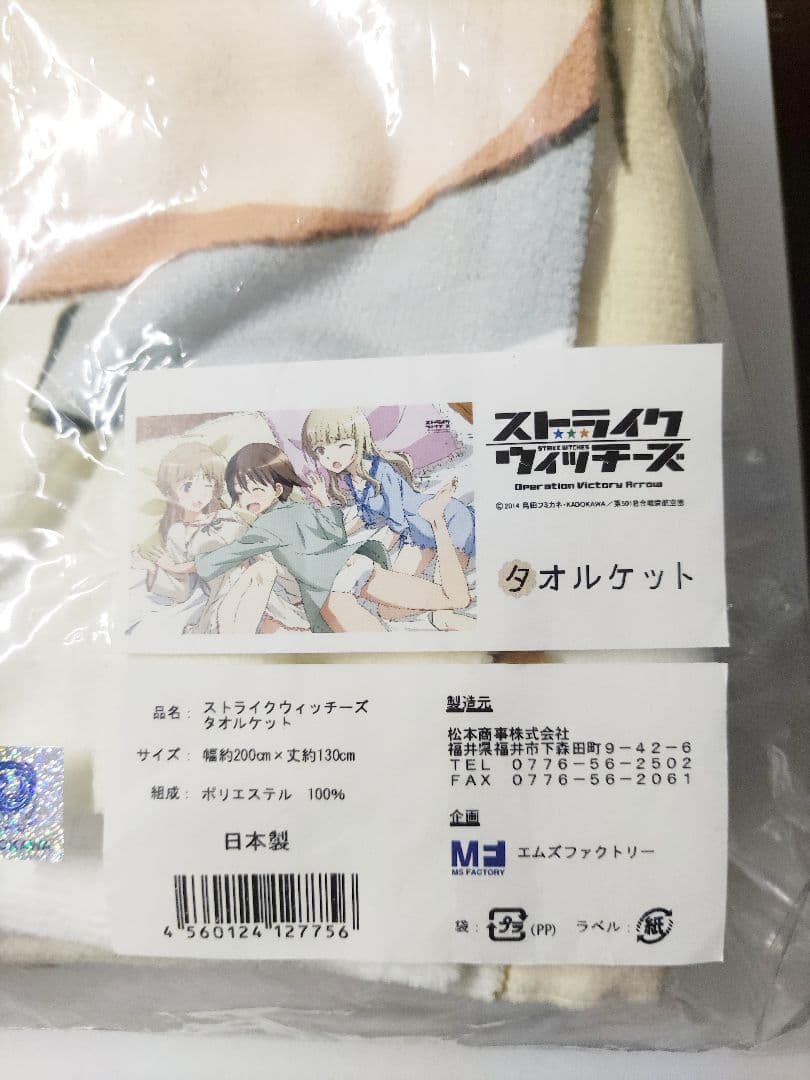 ストライク
STRIKE WITCHES
ウィッチーズ
Operation Victory Arrow
©2014 島田フミカネ・KADOKAWA／第501統合戦闘航空団
タオルケット
品名： ストライクウィッチーズ
タオルケット
サイズ： 幅約200cm×丈約130cm
組成： ポリエステル 100%
日本製
4 560124 127756
製造元
松本商事株式会社
福井県福井市下森田町９－４２－６
ＴＥＬ ０７７６－５６－２５０２
ＦＡＸ ０７７６－５６－２０６１
企画
MF
MS FACTORY
エムズファクトリー
袋： プラ (PP) ラベル： 紙